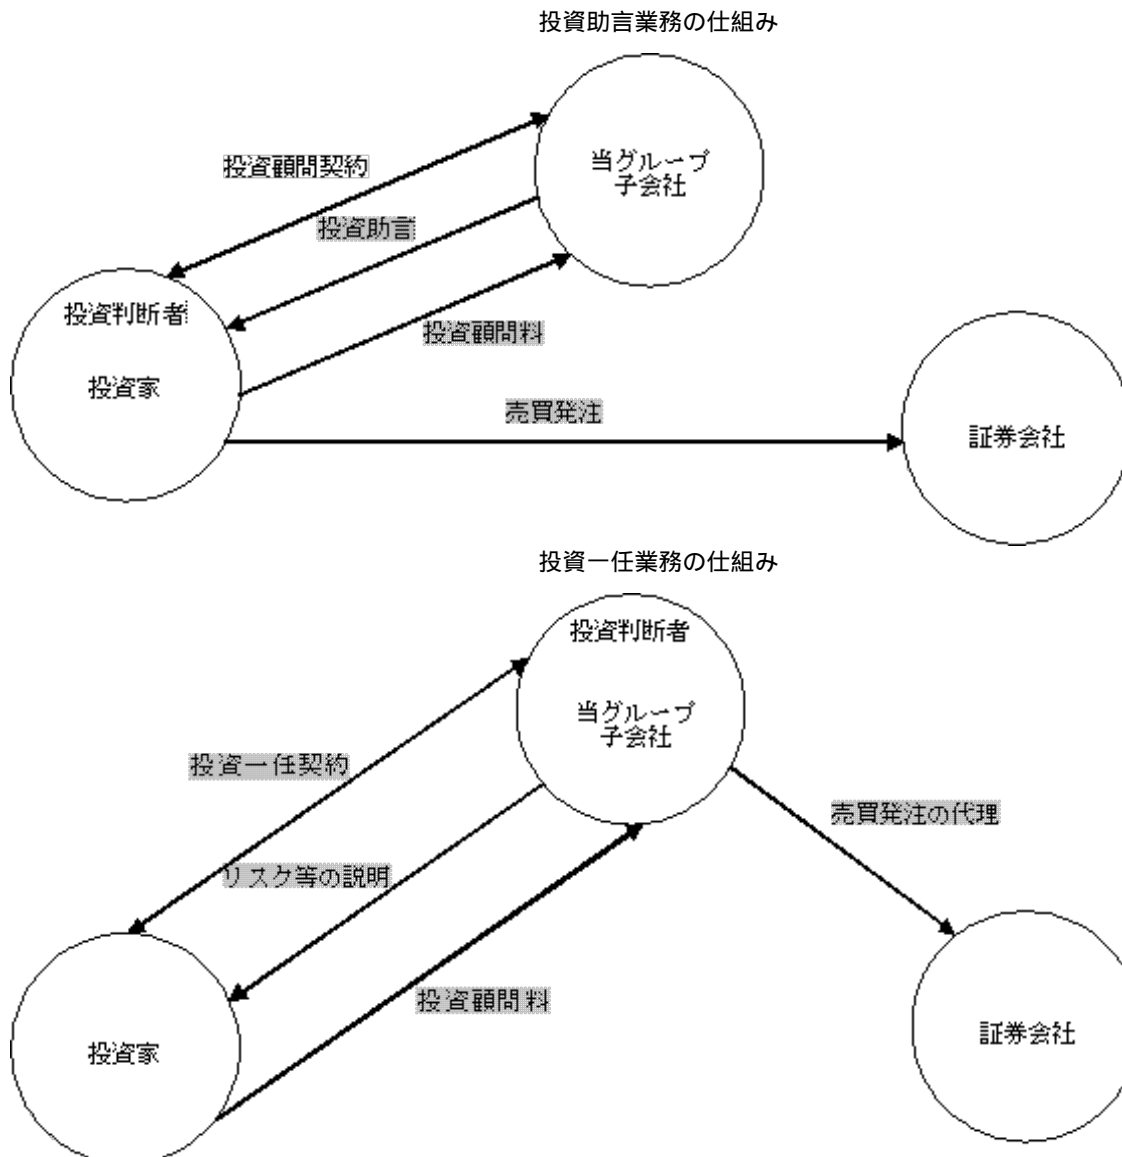 投資助言業務の仕組み
当グループ
子会社
投資顧問契約
投資助言
投資判断者
投資顧問料
投資家
売買発注
証券会社
投資一任業務の仕組み
投資判断者
当グループ
子会社
投資一任契約
売買発注の代理
リスク等の説明
投資顧問料
投資家
証券会社